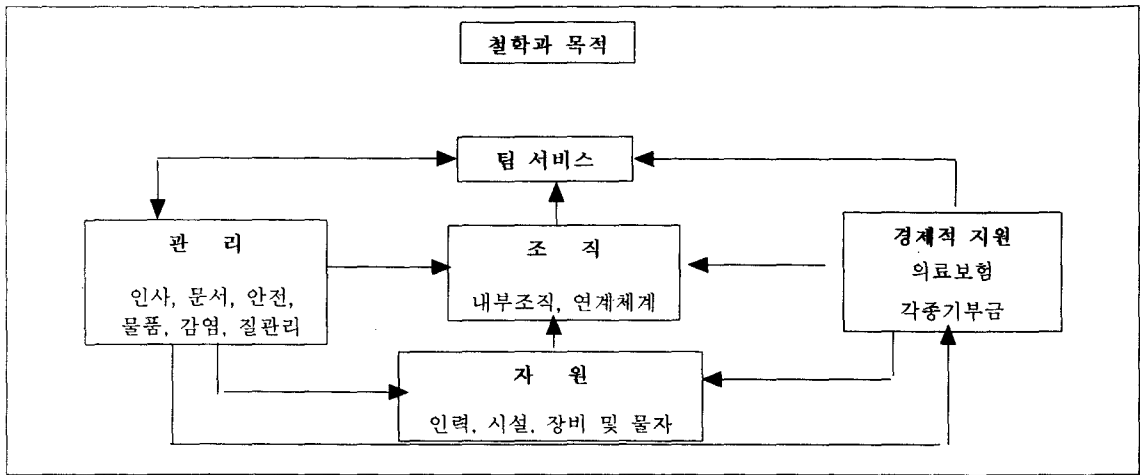 철학과 목적
팀 서비스
관 리
인사, 문서, 안전,
물품, 감염, 질관리
조 직
내부조직, 연계체계
경제적 지원
의료보험
각종기부금
자 원
인력, 시설, 장비 및 물자